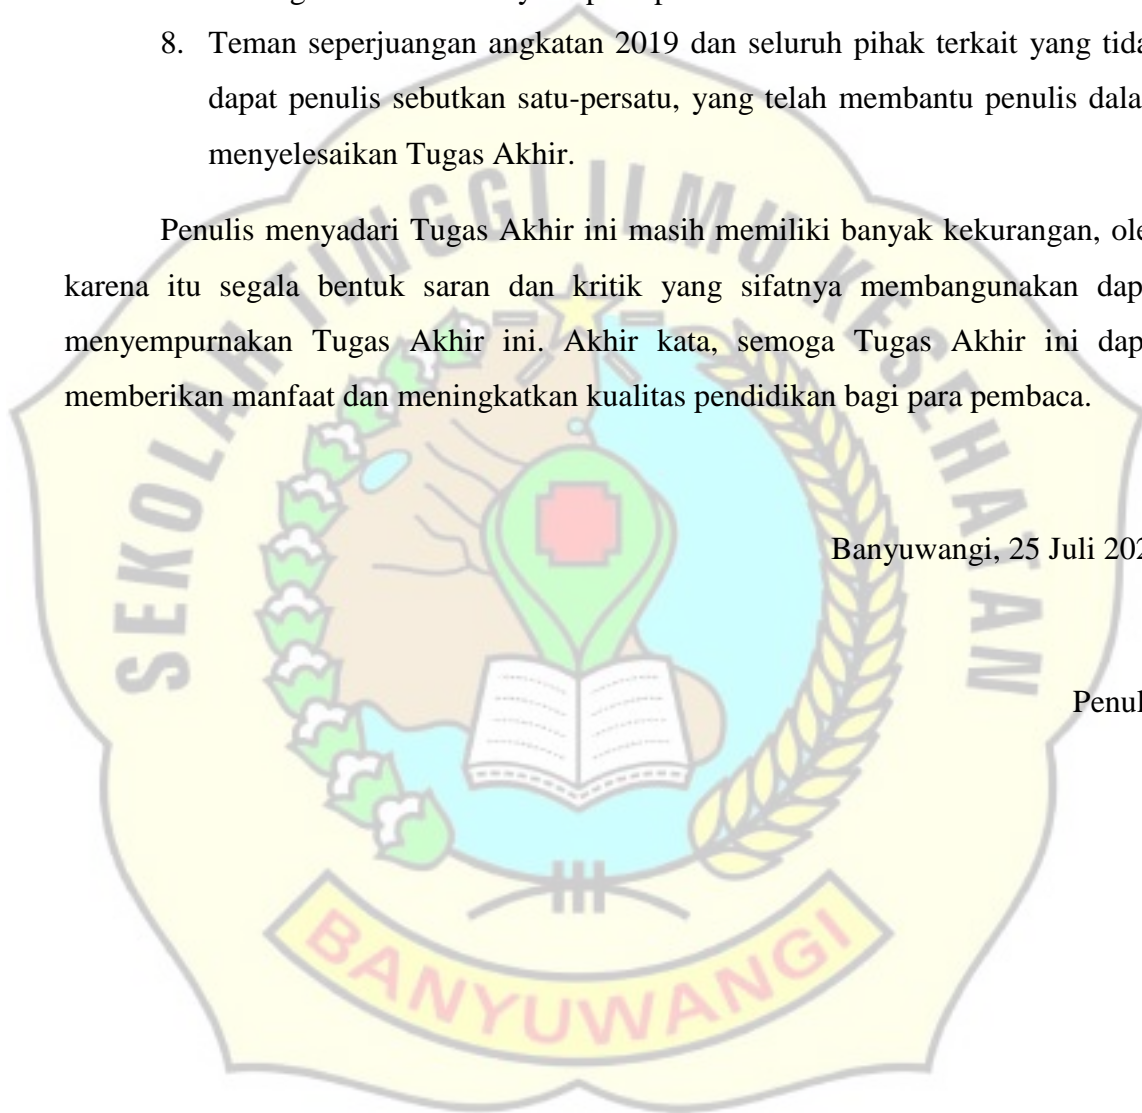 8. Teman seperjuangan angkatan 2019 dan seluruh pihak terkait yang tida
dapat penulis sebutkan satu-persatu, yang telah membantu penulis dala
menyelesaikan Tugas Akhir.
Penulis menyadari Tugas Akhir ini masih memiliki banyak kekurangan, ole
karena itu segala bentuk saran dan kritik yang sifatnya membangunakan dap
menyempurnakan Tugas Akhir ini. Akhir kata, semoga Tugas Akhir ini dap
memberikan manfaat dan meningkatkan kualitas pendidikan bagi para pembaca.
Banyuwangi, 25 Juli 202
Penul
SEKOLAH TINGGI ILMU KESEHATAN
BANYUWANGI